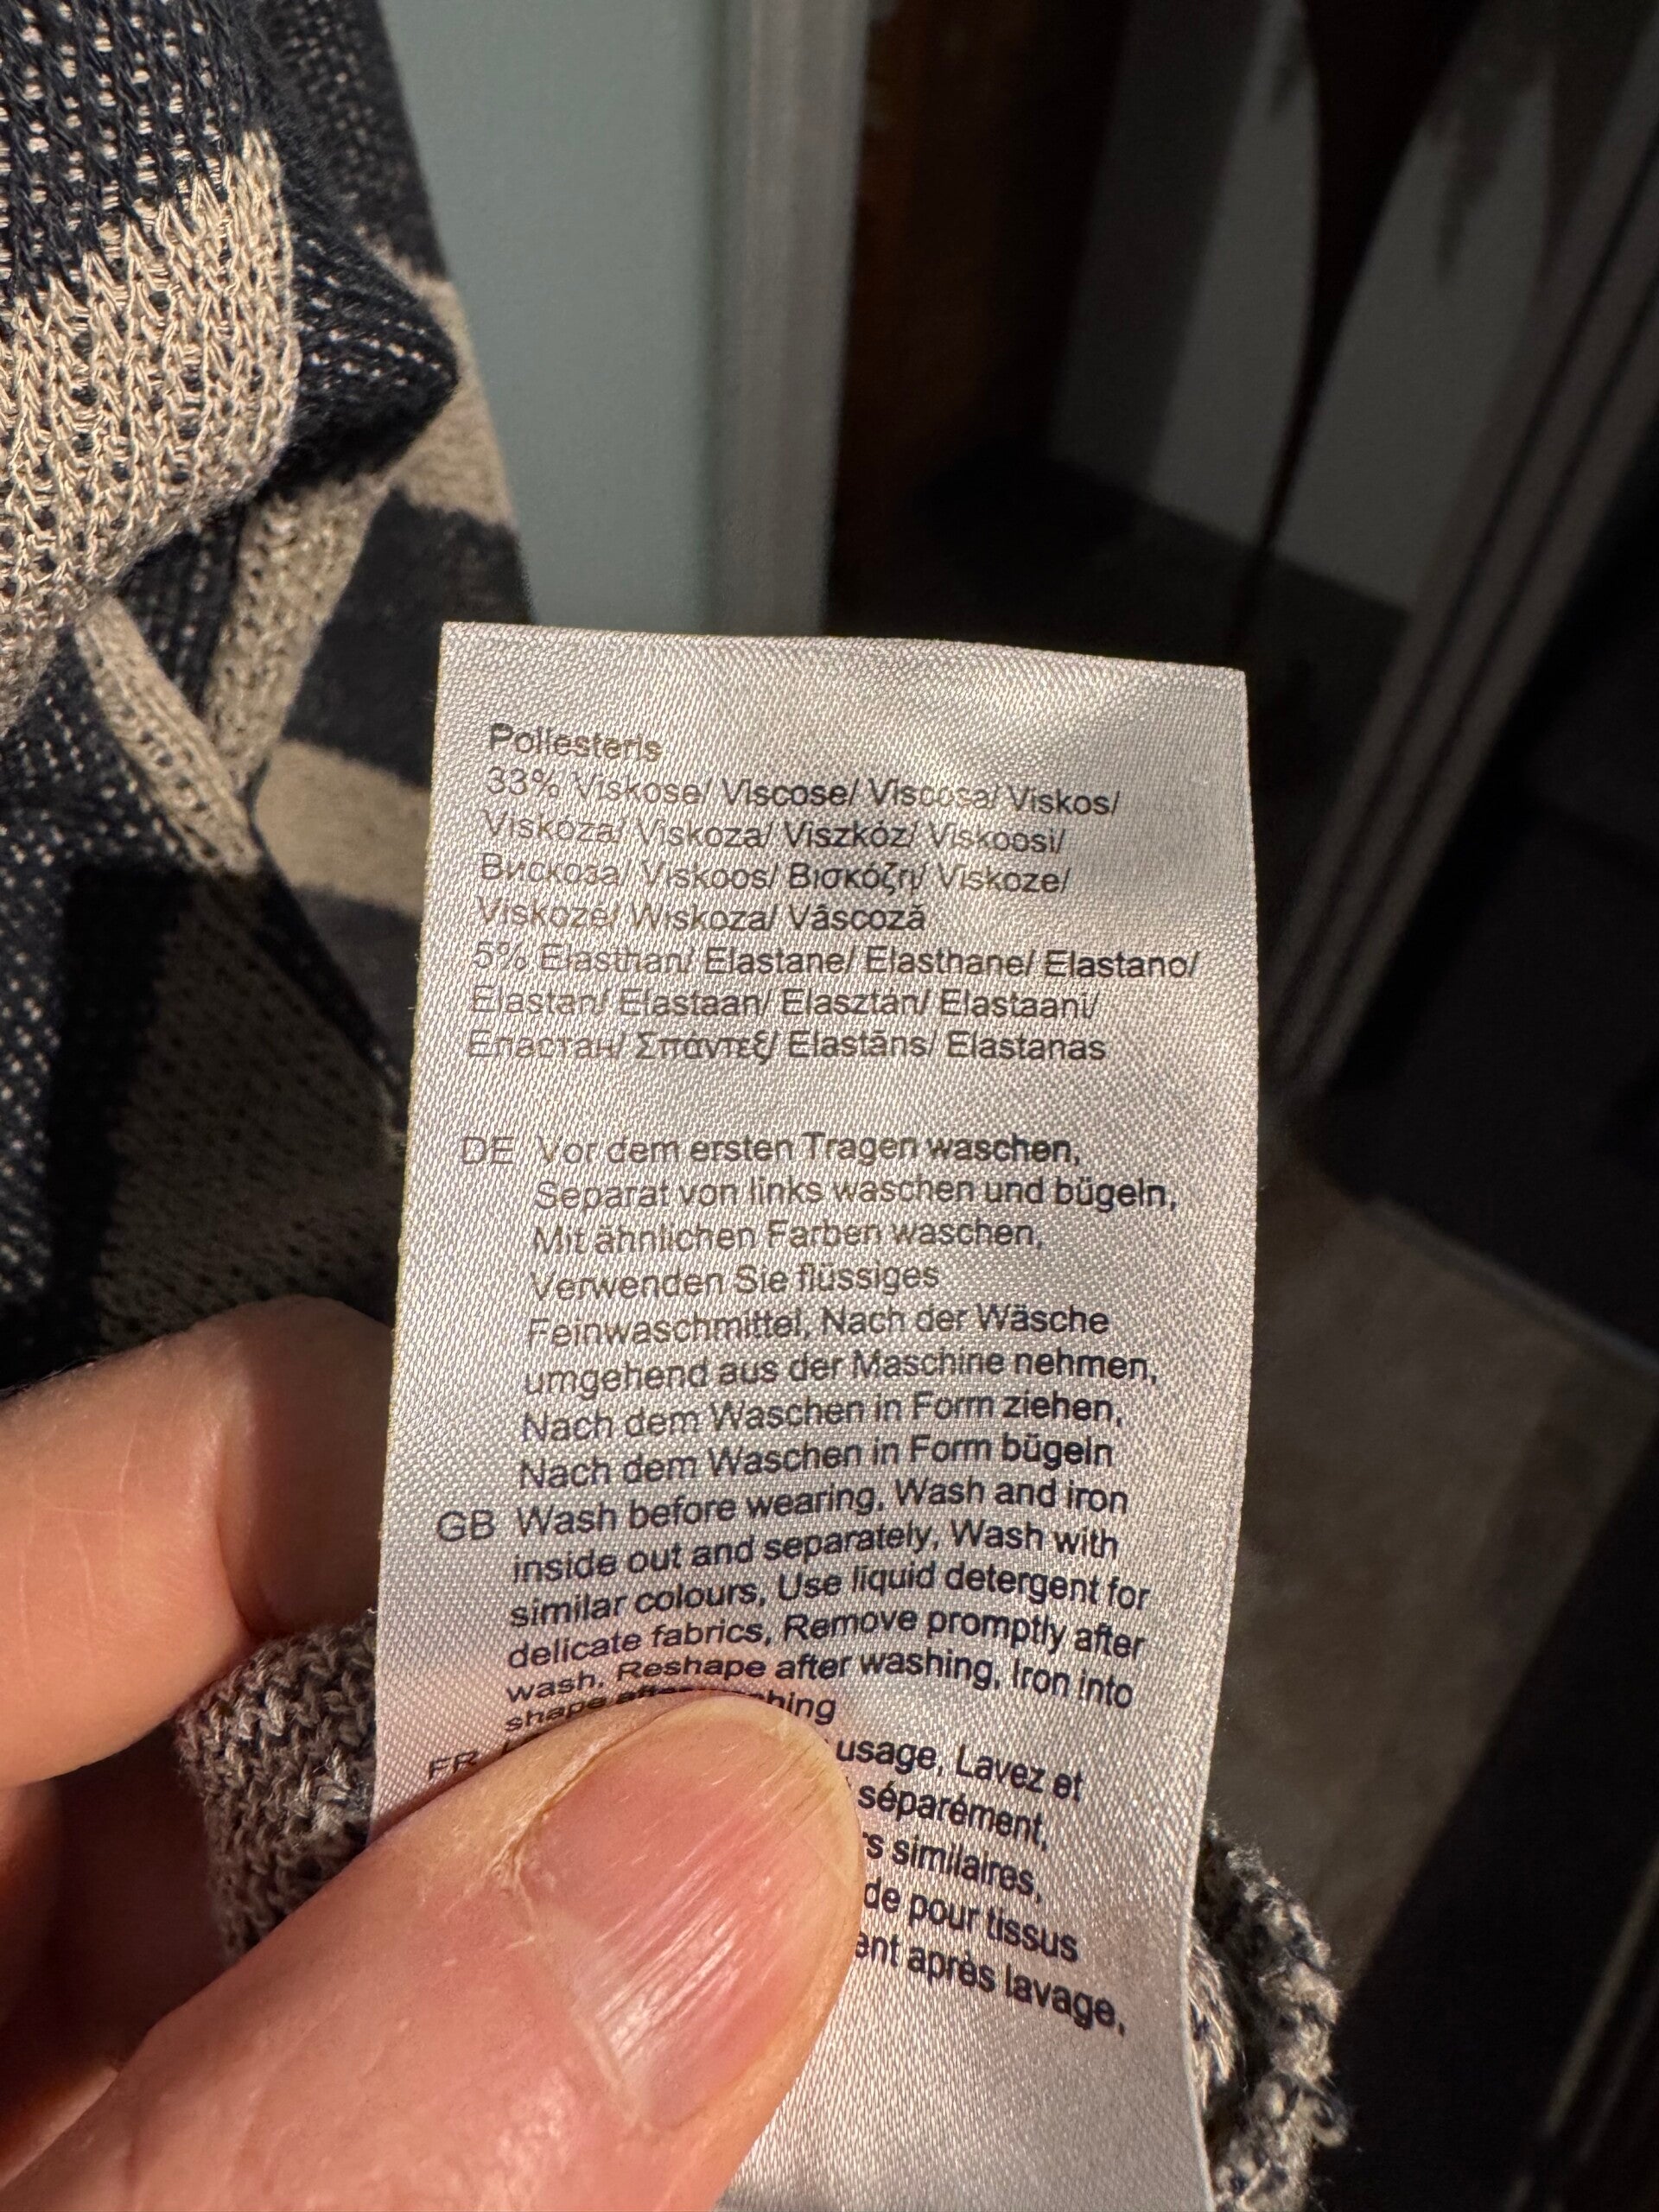 Poliesteris
33% Viskose/ Viscose/ Viscosa/ Viskos/
Viskoza/ Viskoza/ Viszkóz/ Viskoosi/
Вискоза/ Viskoos/ Βισκόζη/ Viskoze/
Viskozė/ Wiskoza/ Vâscoză
5% Elasthan/ Elastane/ Elasthane/ Elastano/
Elastan/ Elastaan/ Elasztán/ Elastaani/
Еластан/ Σπάντεξ/ Elastāns/ Elastanas
DE Vor dem ersten Tragen waschen,
Separat von links waschen und bügeln,
Mit ähnlichen Farben waschen,
Verwenden Sie flüssiges
Feinwaschmittel, Nach der Wäsche
umgehend aus der Maschine nehmen,
Nach dem Waschen in Form ziehen,
Nach dem Waschen in Form bügeln
GB Wash before wearing, Wash and iron
inside out and separately, Wash with
similar colours, Use liquid detergent for
delicate fabrics, Remove promptly after
wash, Reshape after washing, Iron into
shape after
FR usage, Lavez et
séparément,
similaires,
pour tissus
après lavage,